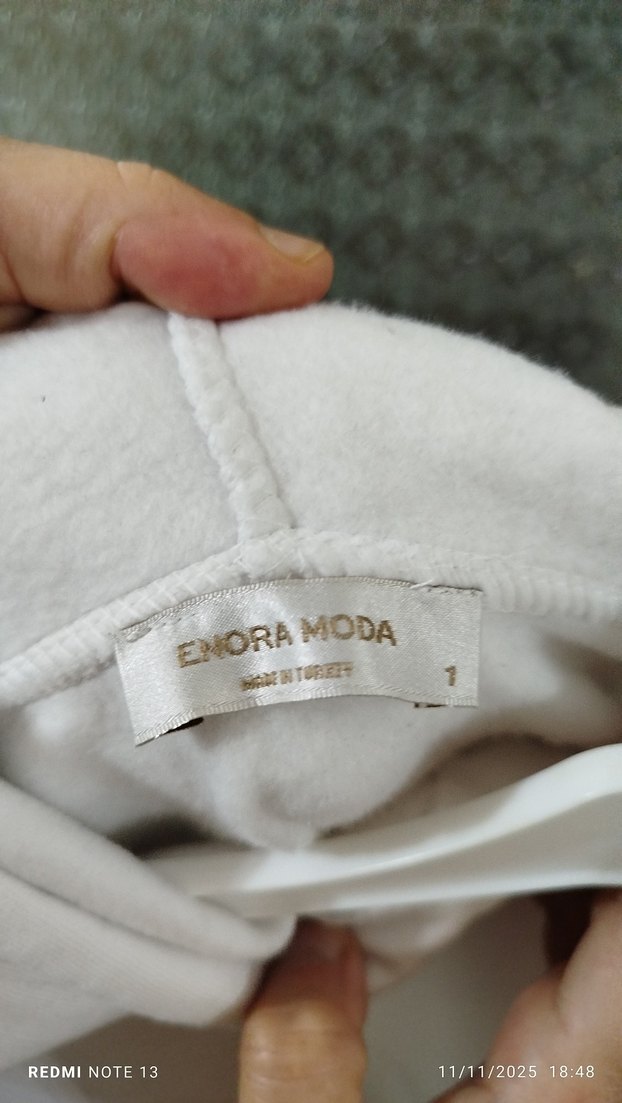 EMORA MODA
MADE IN TURKEY
1
REDMI NOTE 13
11/11/2025 18:48